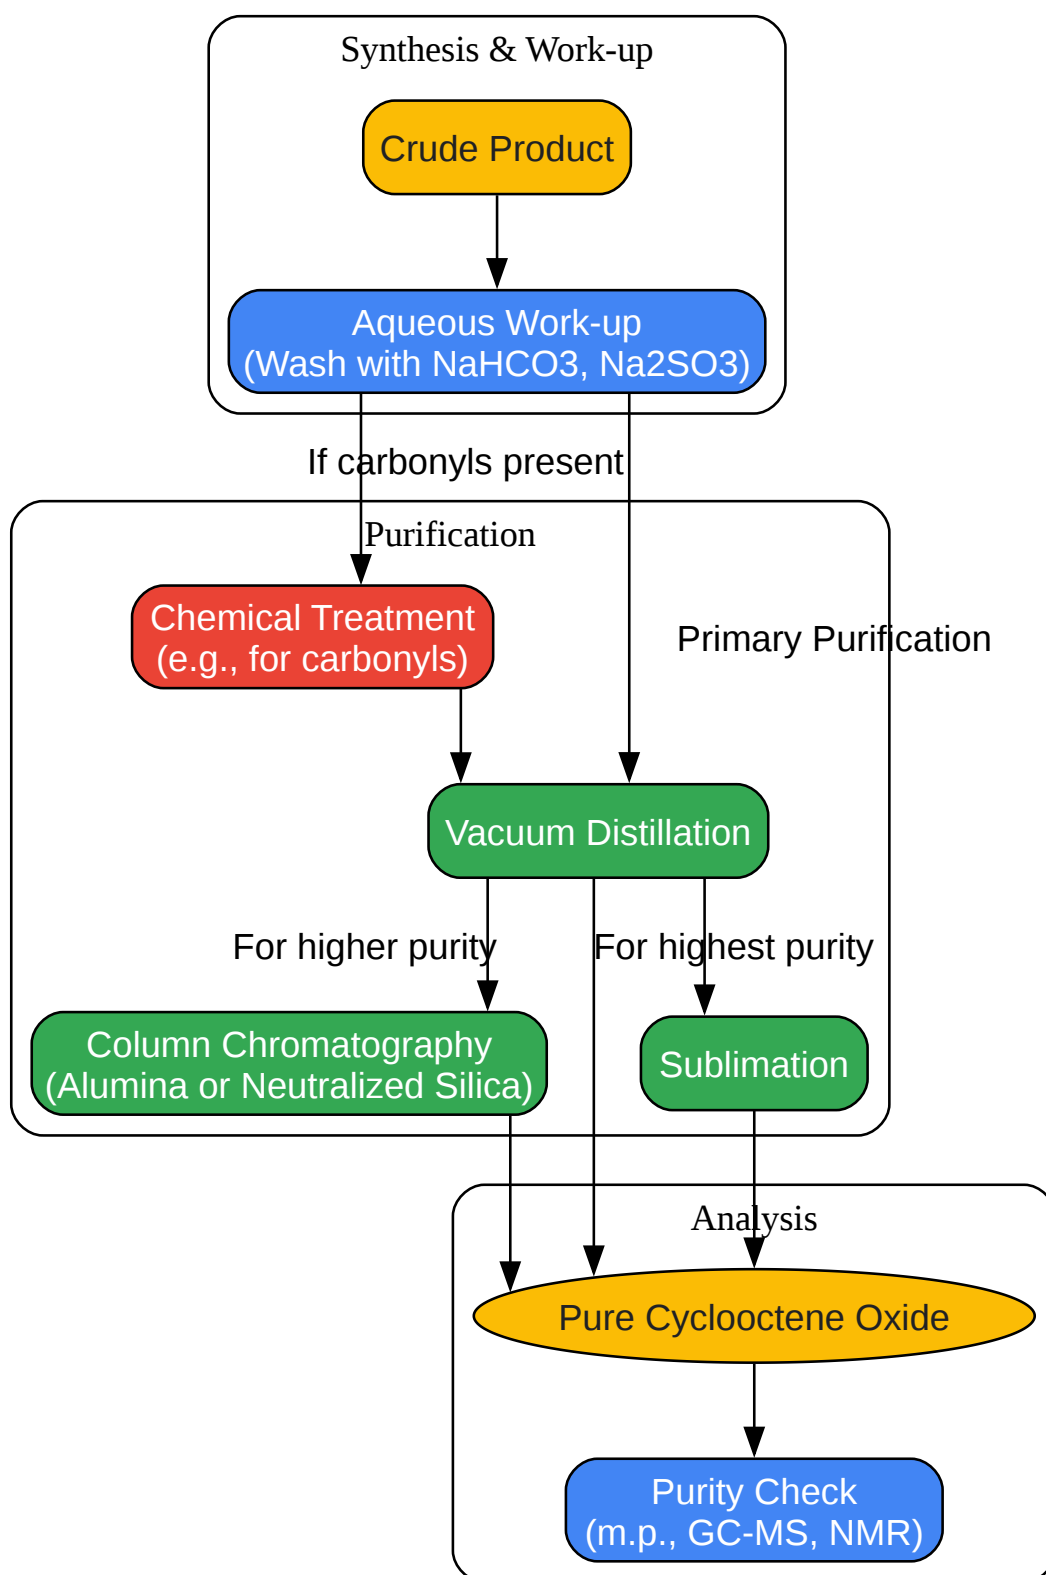 Synthesis & Work-up
Crude Product
Aqueous Work-up
(Wash with NaHCO3, Na2SO3)
If carbonyls present
Purification
Chemical Treatment
(e.g., for carbonyls)
Primary Purification
Vacuum Distillation
For higher purity
For highest purity
Column Chromatography
(Alumina or Neutralized Silica)
Sublimation
Analysis
Pure Cyclooctene Oxide
Purity Check
(m.p., GC-MS, NMR)